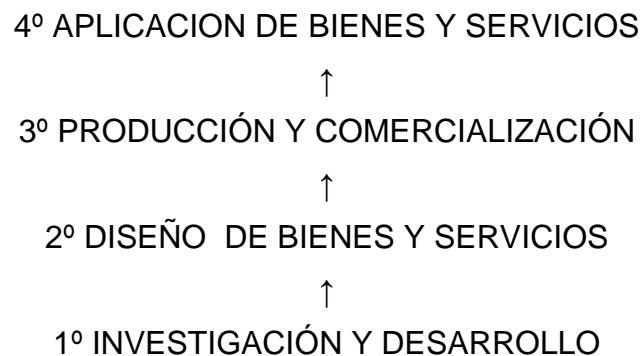 4º APLICACION DE BIENES Y SERVICIOS
↑
3º PRODUCCIÓN Y COMERCIALIZACIÓN
↑
2º DISEÑO DE BIENES Y SERVICIOS
↑
1º INVESTIGACIÓN Y DESARROLLO